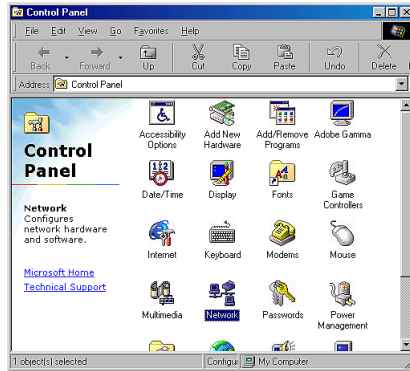 Control Panel
File Edit View Go Favorites Help
Back Forward Up Cut Copy Paste Undo Delete
Address Control Panel
Control
Panel
Network
Configures
network hardware
and software.
Microsoft Home
Technical Support
Accessibility
Options
Add New
Hardware
Add/Remove
Programs
Adobe Gamma
Date/Time
Display
Fonts
Game
Controllers
Internet
Keyboard
Modems
Mouse
Multimedia
Network
Passwords
Power
Management
1 object(s) selected
Configu
My Computer